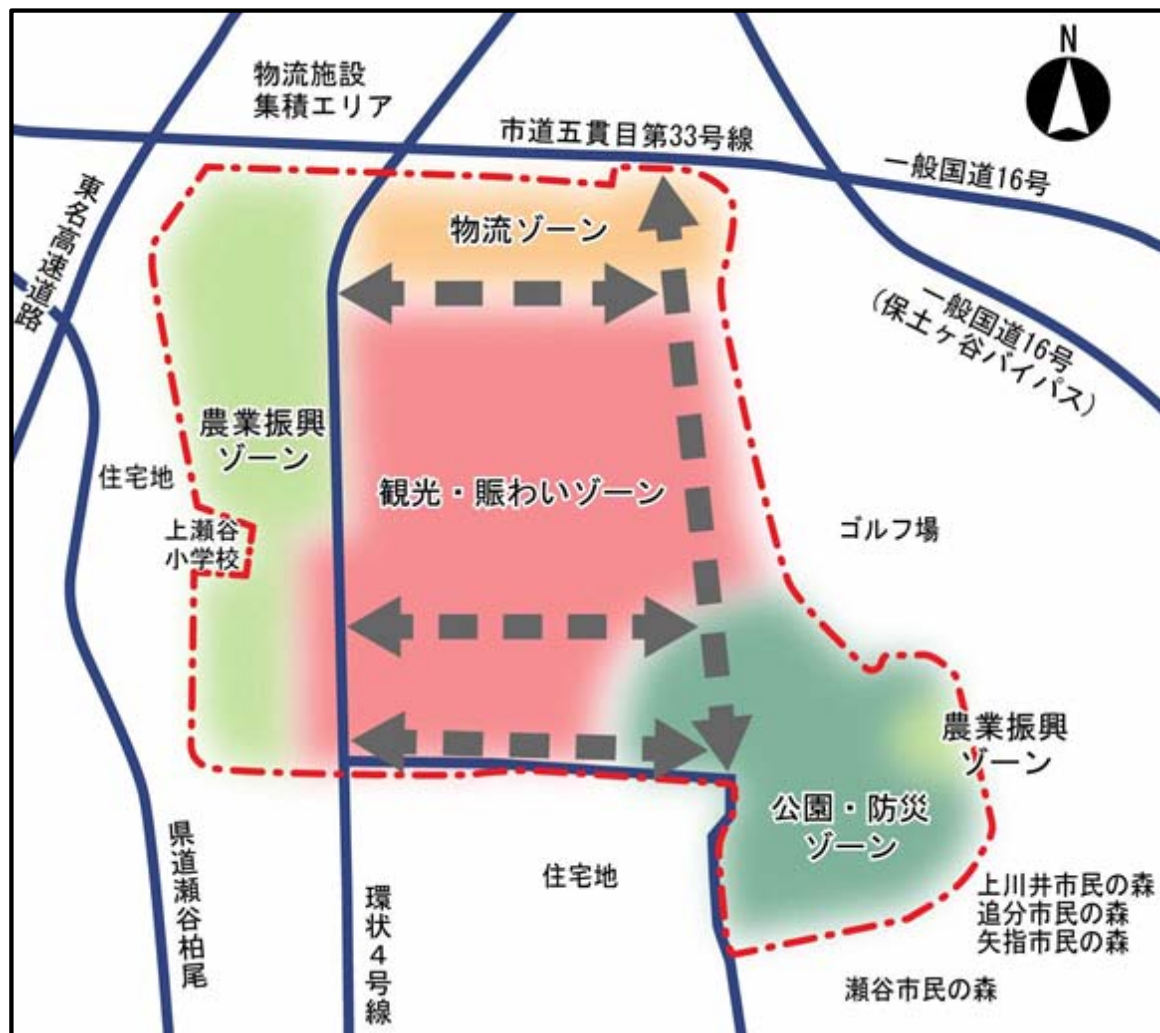 N
物流施設
集積エリア
市道五貫目第33号線
一般国道16号
東名高速道路
物流ゾーン
一般国道16号
(保土ヶ谷バイパス)
農業振興
ゾーン
住宅地
観光・賑わいゾーン
上瀬谷
小学校
ゴルフ場
農業振興
ゾーン
公園・防災
ゾーン
県道瀬谷柏尾
環状4号線
住宅地
上川井市民の森
追分市民の森
矢指市民の森
瀬谷市民の森